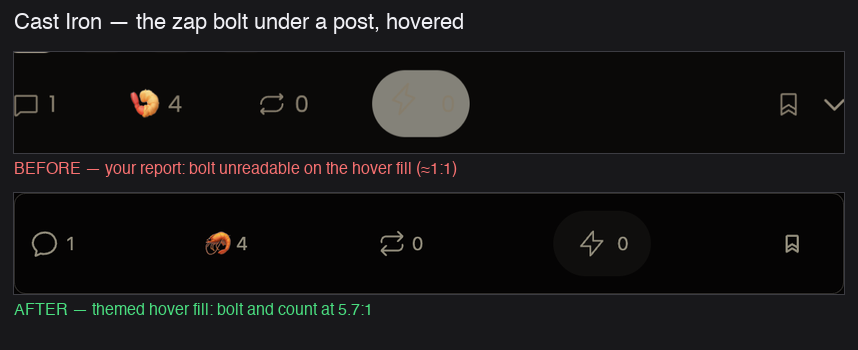 Cast Iron — the zap bolt under a post, hovered
1 4 0 0
BEFORE — your report: bolt unreadable on the hover fill (≈1:1)
1 4 0 0
AFTER — themed hover fill: bolt and count at 5.7:1